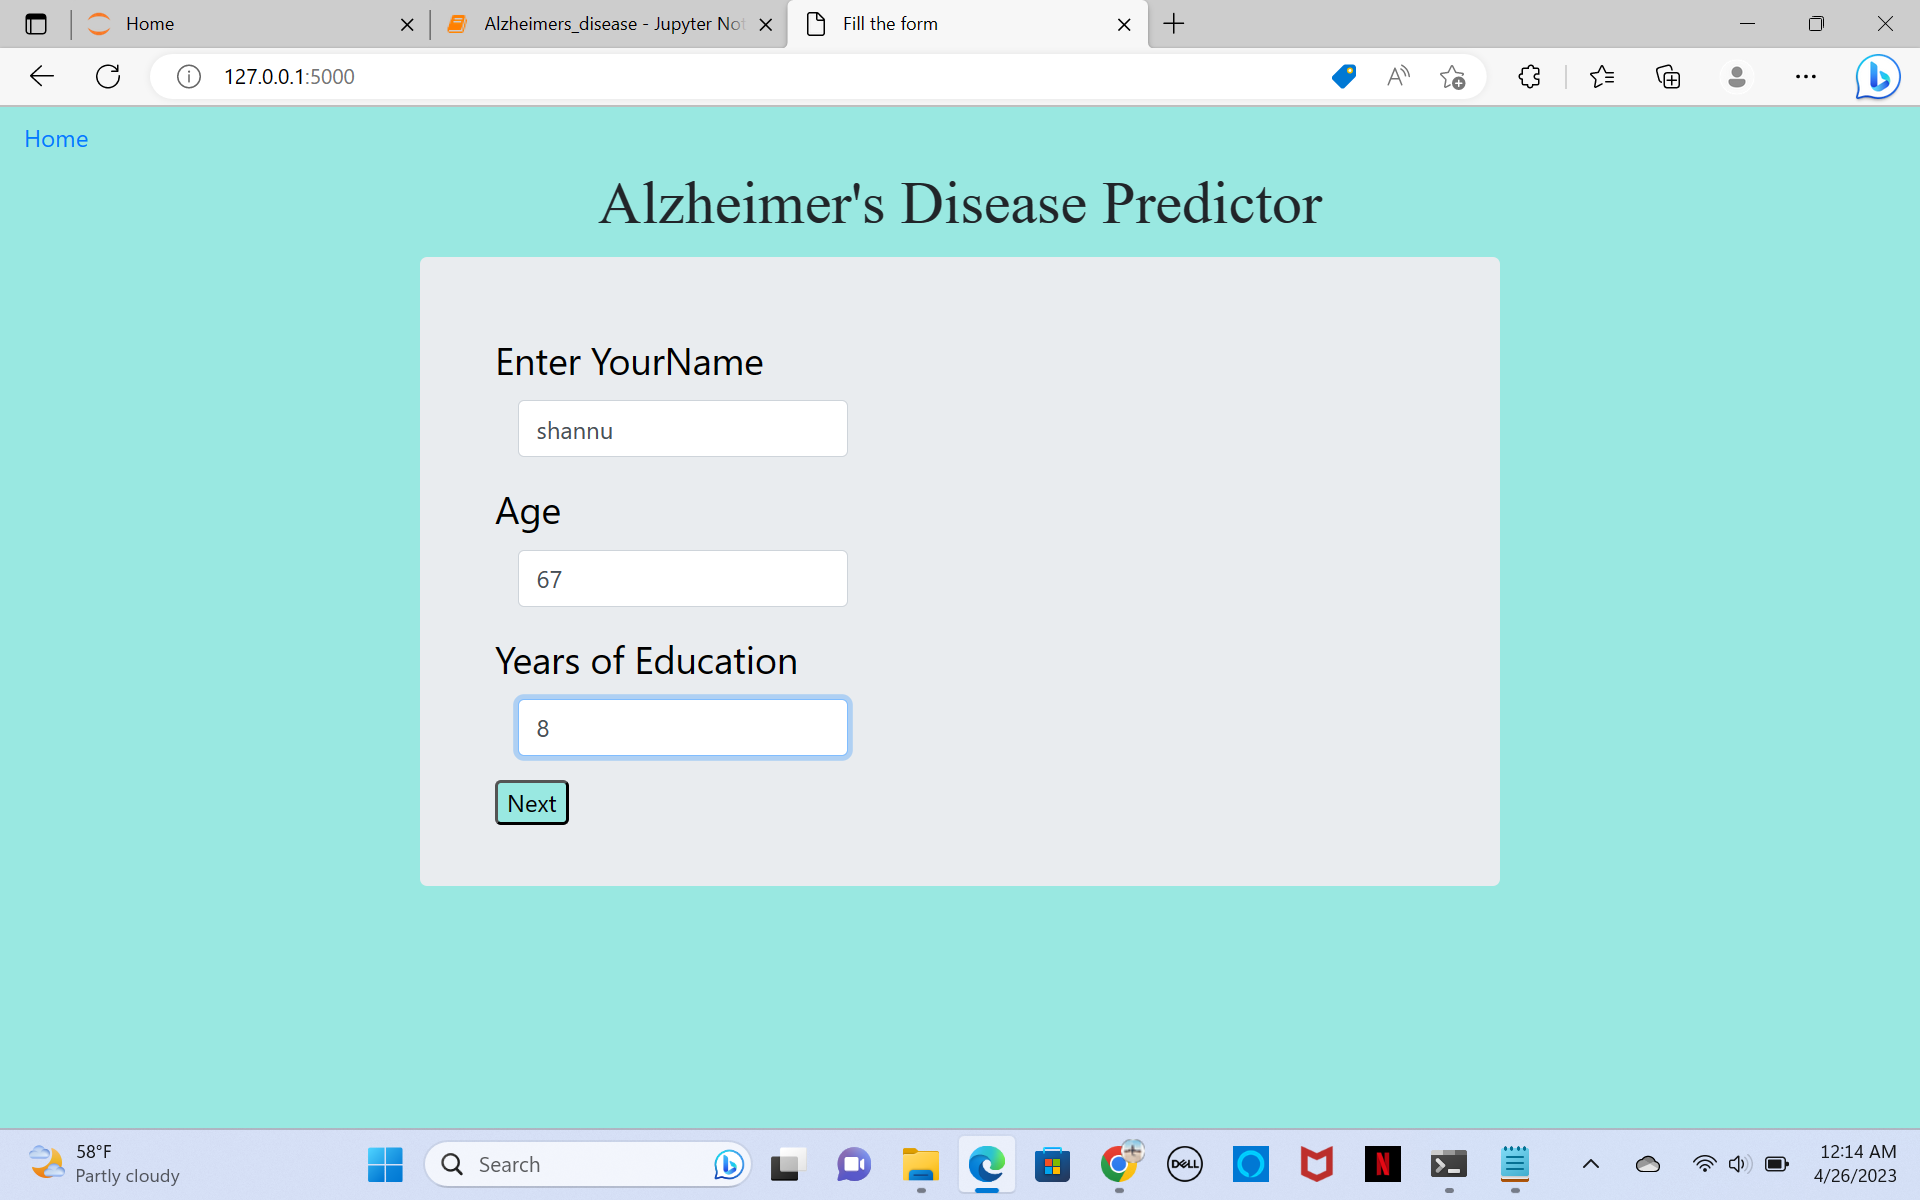 Home
Alzheimers_disease - Jupyter Not
Fill the form
127.0.0.1:5000
Home
Alzheimer's Disease Predictor
Enter YourName
shannu
Age
67
Years of Education
8
Next
58°F
Partly cloudy
Search
DELL
N
12:14 AM
4/26/2023